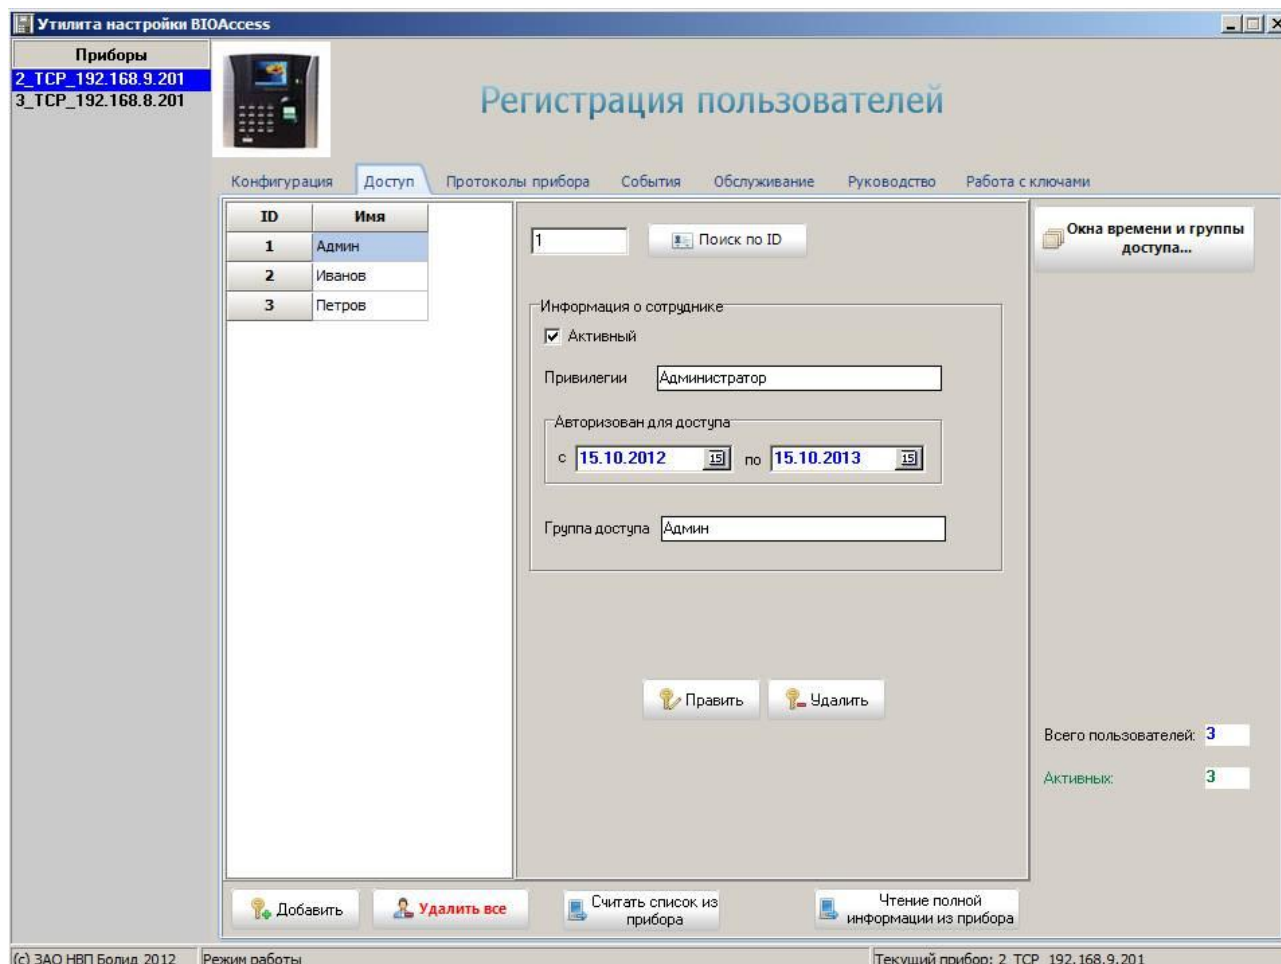 Утилита настройки BIOAccess
Приборы
2_TCP_192.168.9.201
3_TCP_192.168.8.201
Регистрация пользователей
Конфигурация Доступ Протоколы прибора События Обслуживание Руководство Работа с ключами
ID Имя
1 Админ
2 Иванов
3 Петров
1 Поиск по ID
Окна времени и группы
доступа...
Информация о сотруднике
Активный
Привилегии Администратор
Авторизован для доступа
с 15.10.2012 15 по 15.10.2013 15
Группа доступа Админ
Править Удалить
Всего пользователей: 3
Активных: 3
Добавить Удалить все
Считать список из
прибора
Чтение полной
информации из прибора
(с) ЗАО НВП Болид 2012 Режим работы Текущий прибор: 2_TCP_192.168.9.201